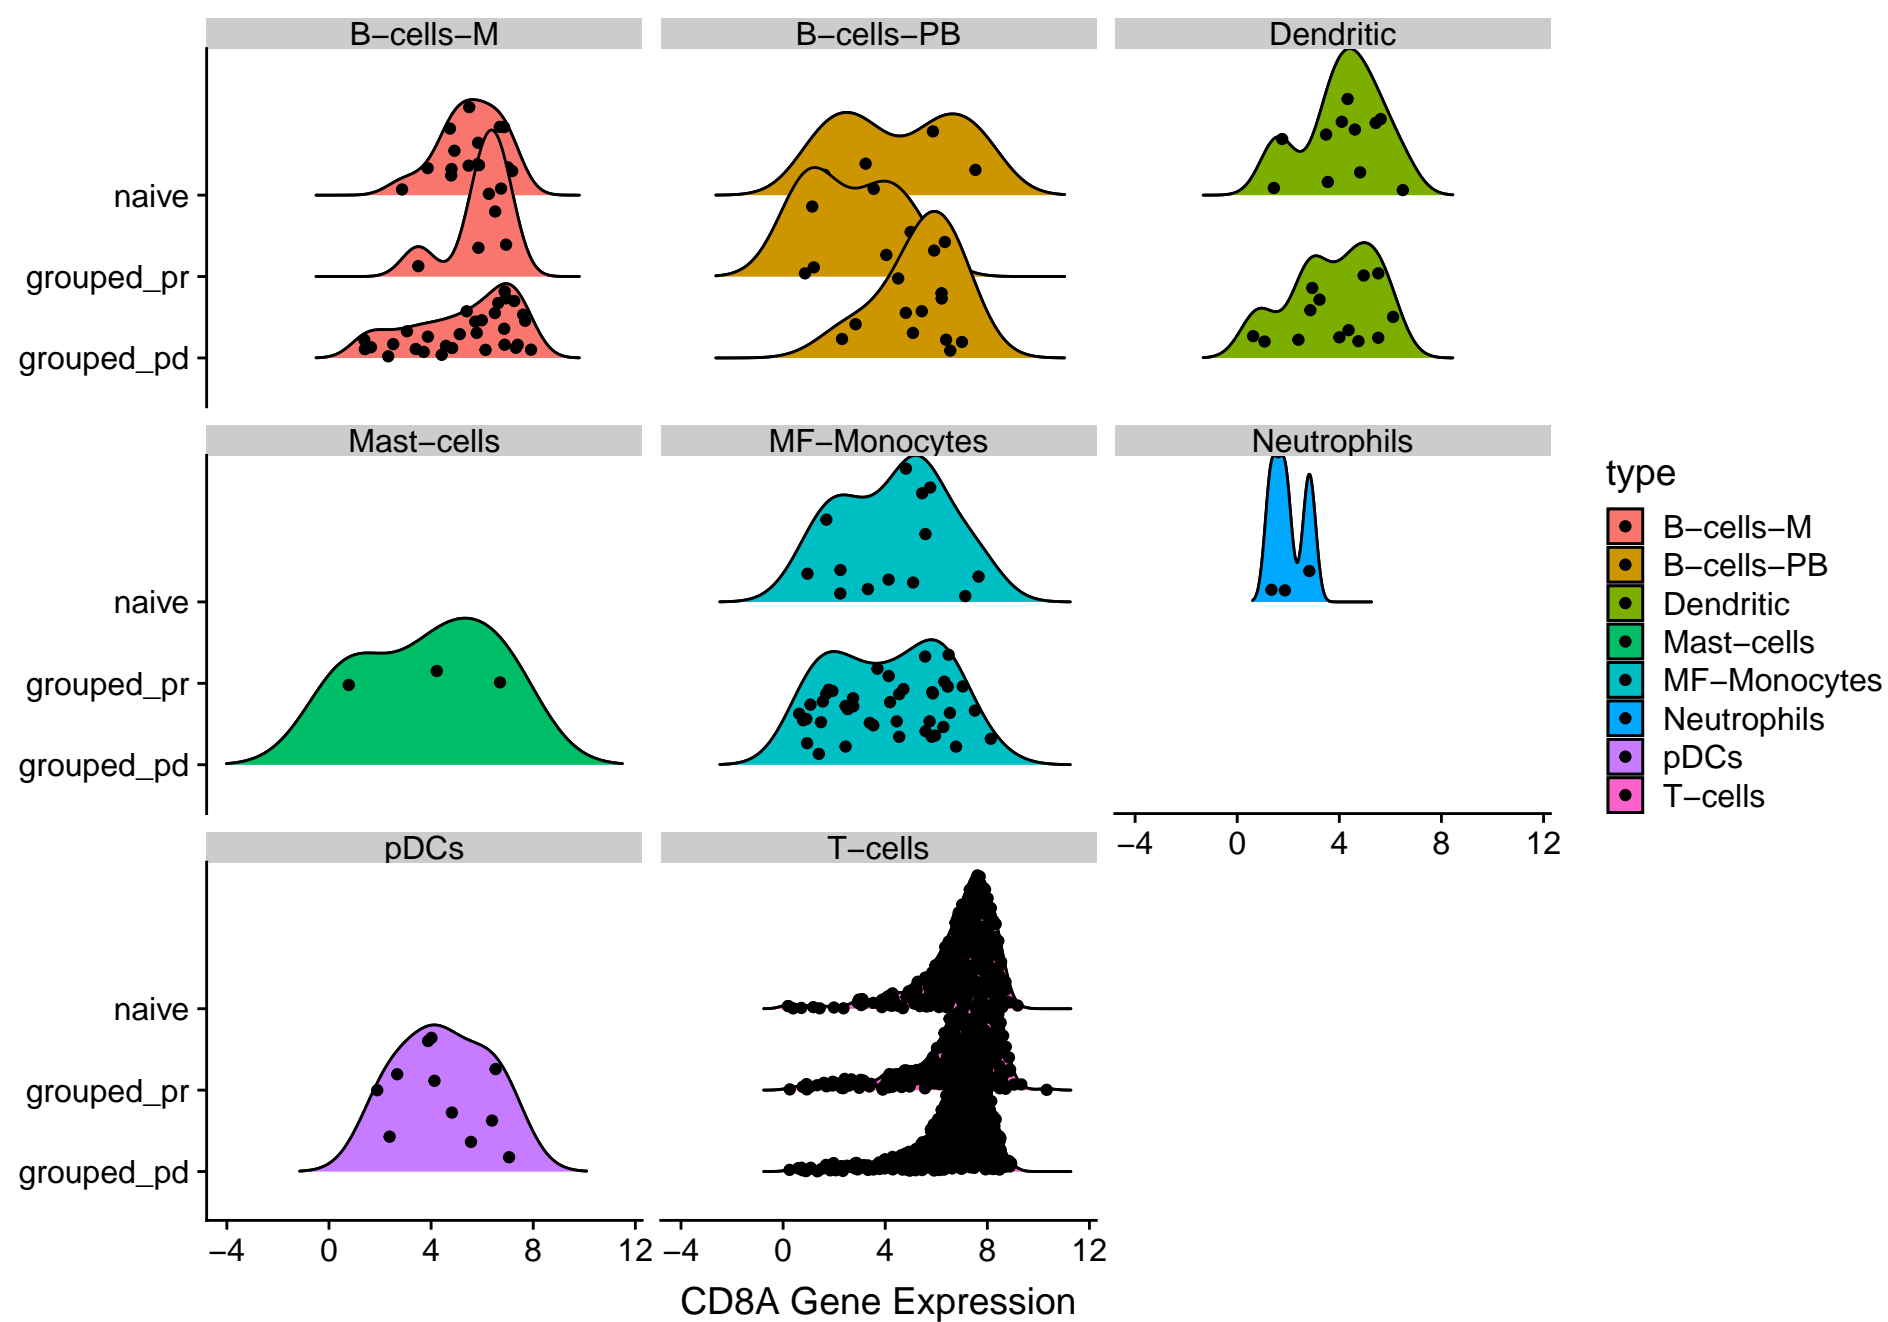 B−cells−M B−cells−PB Dendritic
naive
grouped_pr
grouped_pd
Mast−cells MF−Monocytes Neutrophils
naive
grouped_pr
grouped_pd
−4 0 4 8 12
pDCs T−cells
naive
grouped_pr
grouped_pd
−4 0 4 8 12 −4 0 4 8 12
CD8A Gene Expression
type
B−cells−M
B−cells−PB
Dendritic
Mast−cells
MF−Monocytes
Neutrophils
pDCs
T−cells